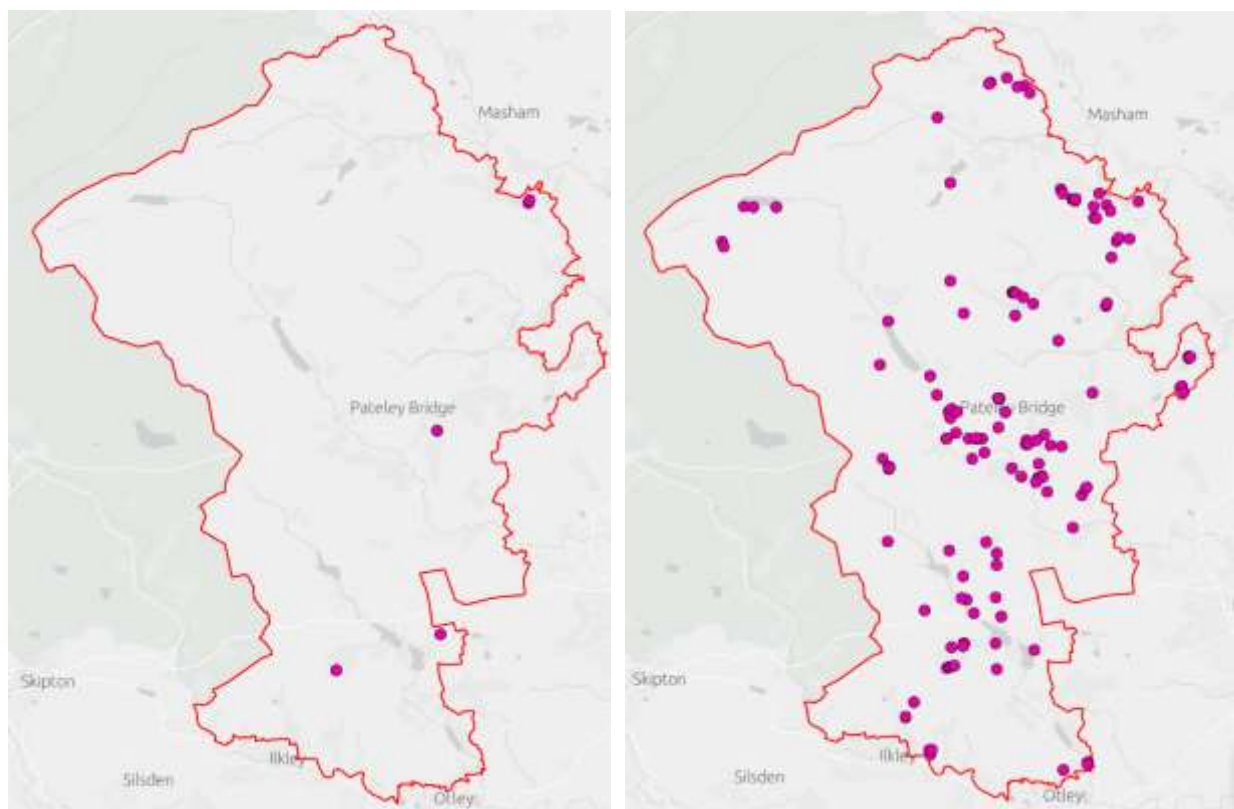 Masham
Pateley Bridge
Skipton
Ilkley
Silsden
Otley
Masham
Pateley Bridge
Skipton
Ilkley
Silsden
Otley